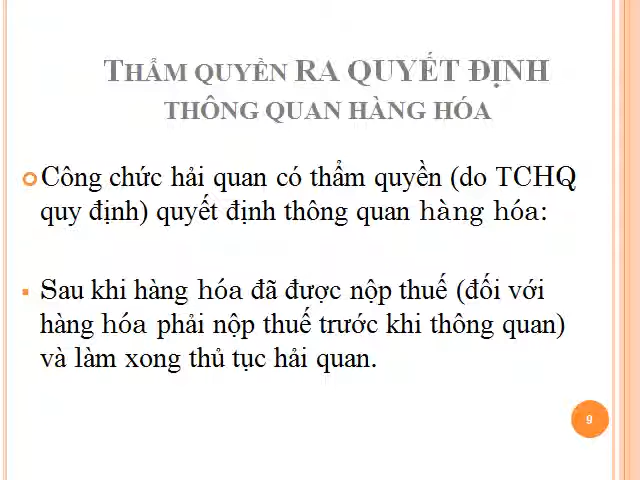 THẨM QUYỀN RA QUYẾT ĐỊNH
THÔNG QUAN HÀNG HÓA
Công chức hải quan có thẩm quyền (do TCHQ
quy định) quyết định thông quan hàng hóa:
Sau khi hàng hóa đã được nộp thuế (đối với
hàng hóa phải nộp thuế trước khi thông quan)
và làm xong thủ tục hải quan.
9